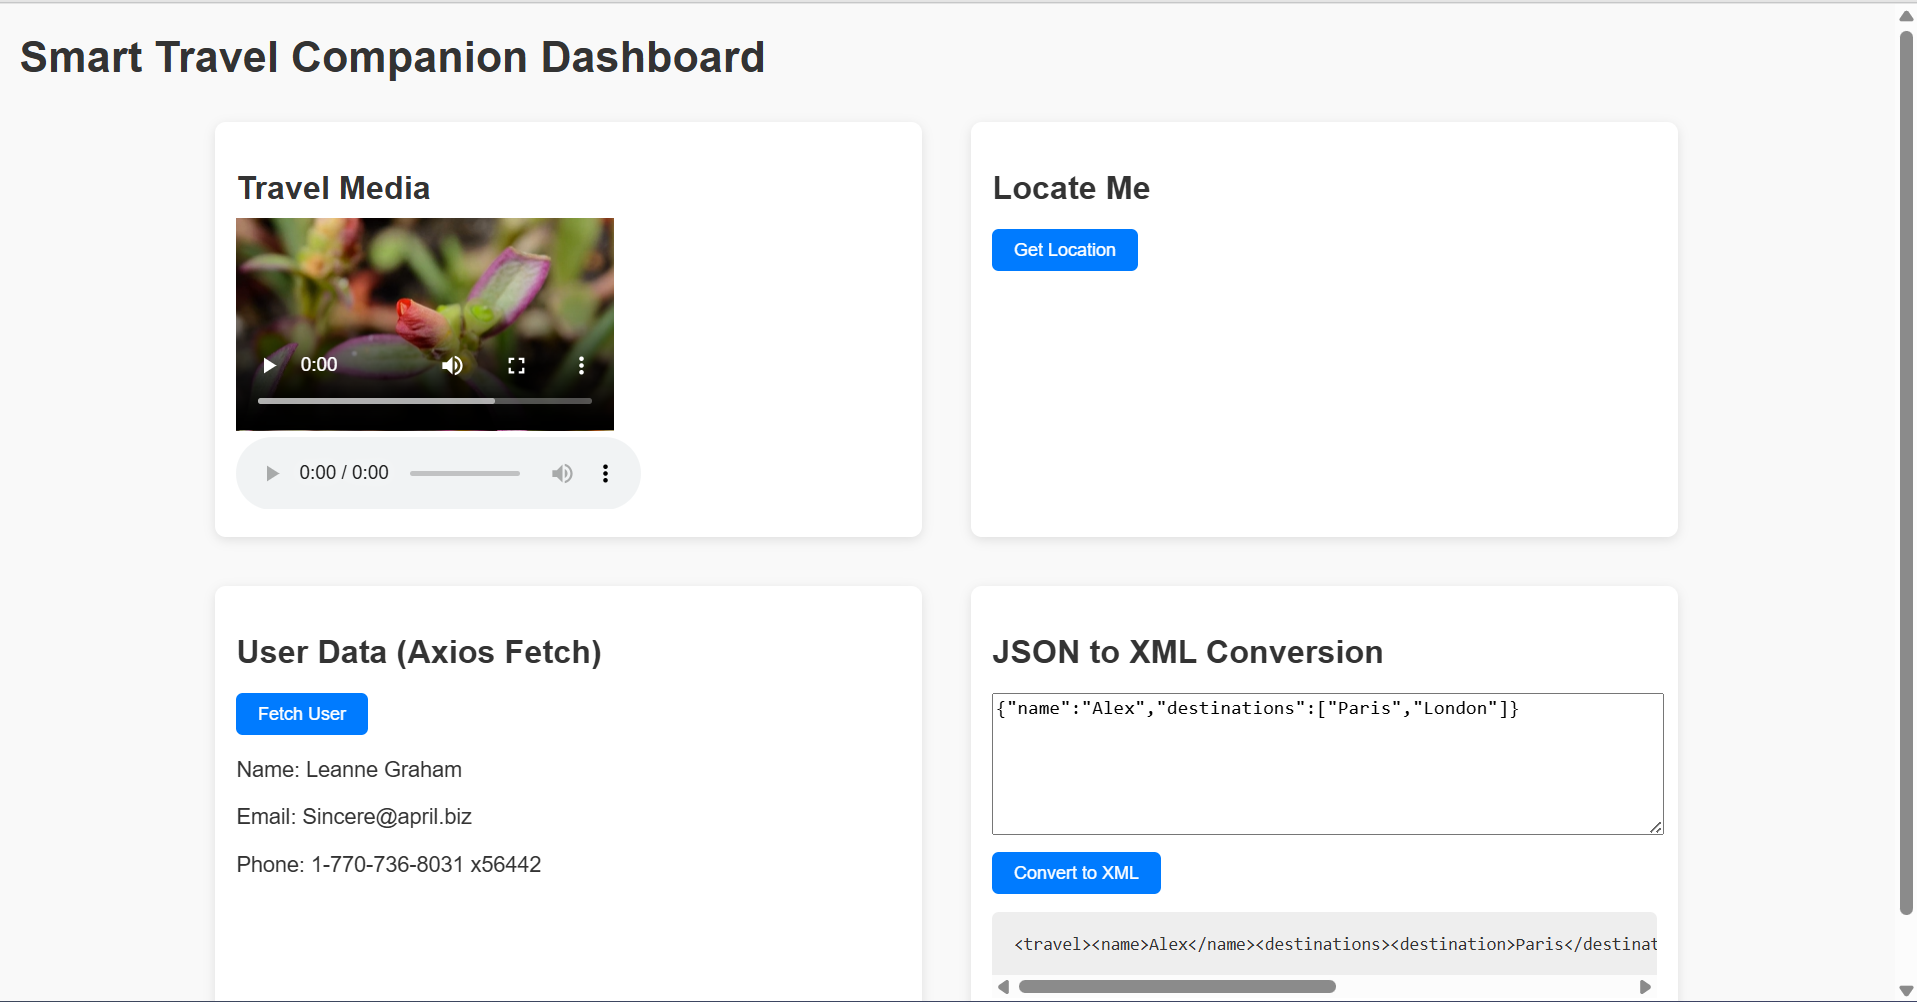 Smart Travel Companion Dashboard
Travel Media
0:00
0:00 / 0:00
Locate Me
Get Location
User Data (Axios Fetch)
Fetch User
Name: Leanne Graham
Email: Sincere@april.biz
Phone: 1-770-736-8031 x56442
JSON to XML Conversion
{"name":"Alex","destinations":["Paris","London"]}
Convert to XML
<travel><name>Alex</name><destinations><destination>Paris</destinat